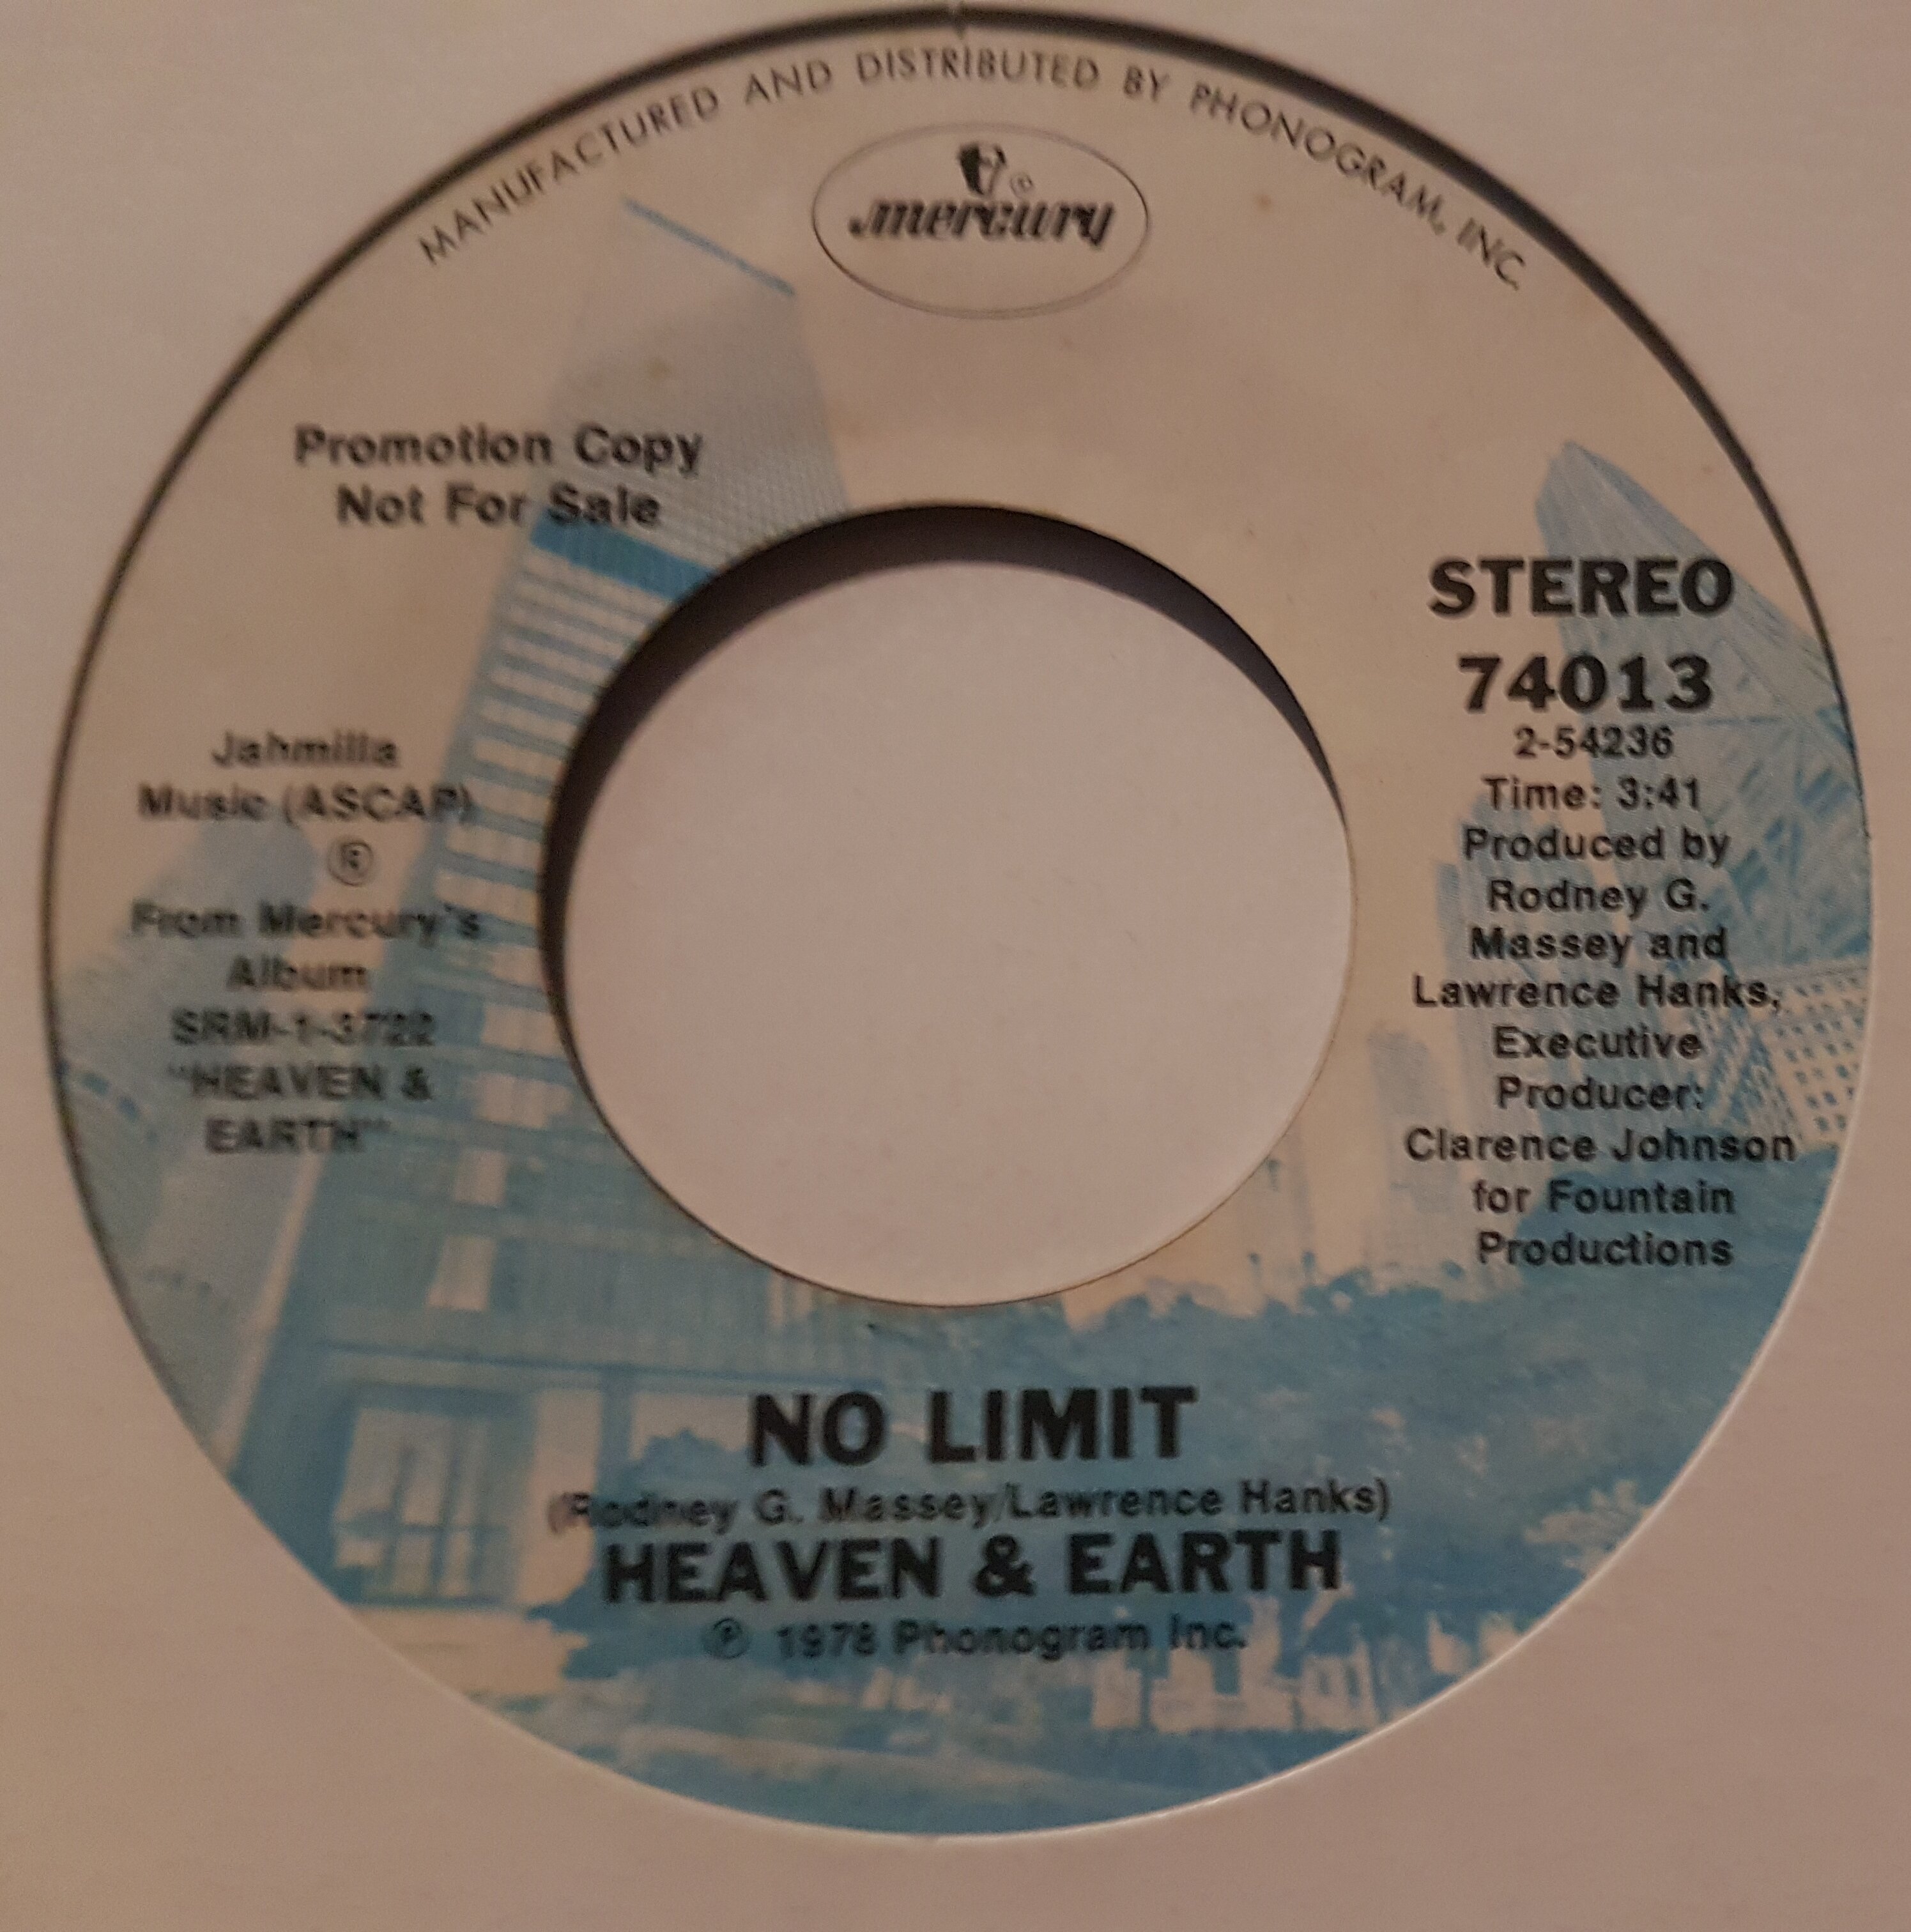 MANUFACTURED AND DISTRIBUTED BY PHONOGRAM, INC.
mercury
Promotion Copy
Not For Sale
Jahmilla
Music (ASCAP)
From Mercury's
Album
SRM-1-3722
"HEAVEN &
EARTH"
STEREO
74013
2-54236
Time: 3:41
Produced by
Rodney G.
Massey and
Lawrence Hanks,
Executive
Producer:
Clarence Johnson
for Fountain
Productions
NO LIMIT
(Rodney G. Massey/Lawrence Hanks)
HEAVEN & EARTH
℗ 1978 Phonogram Inc.